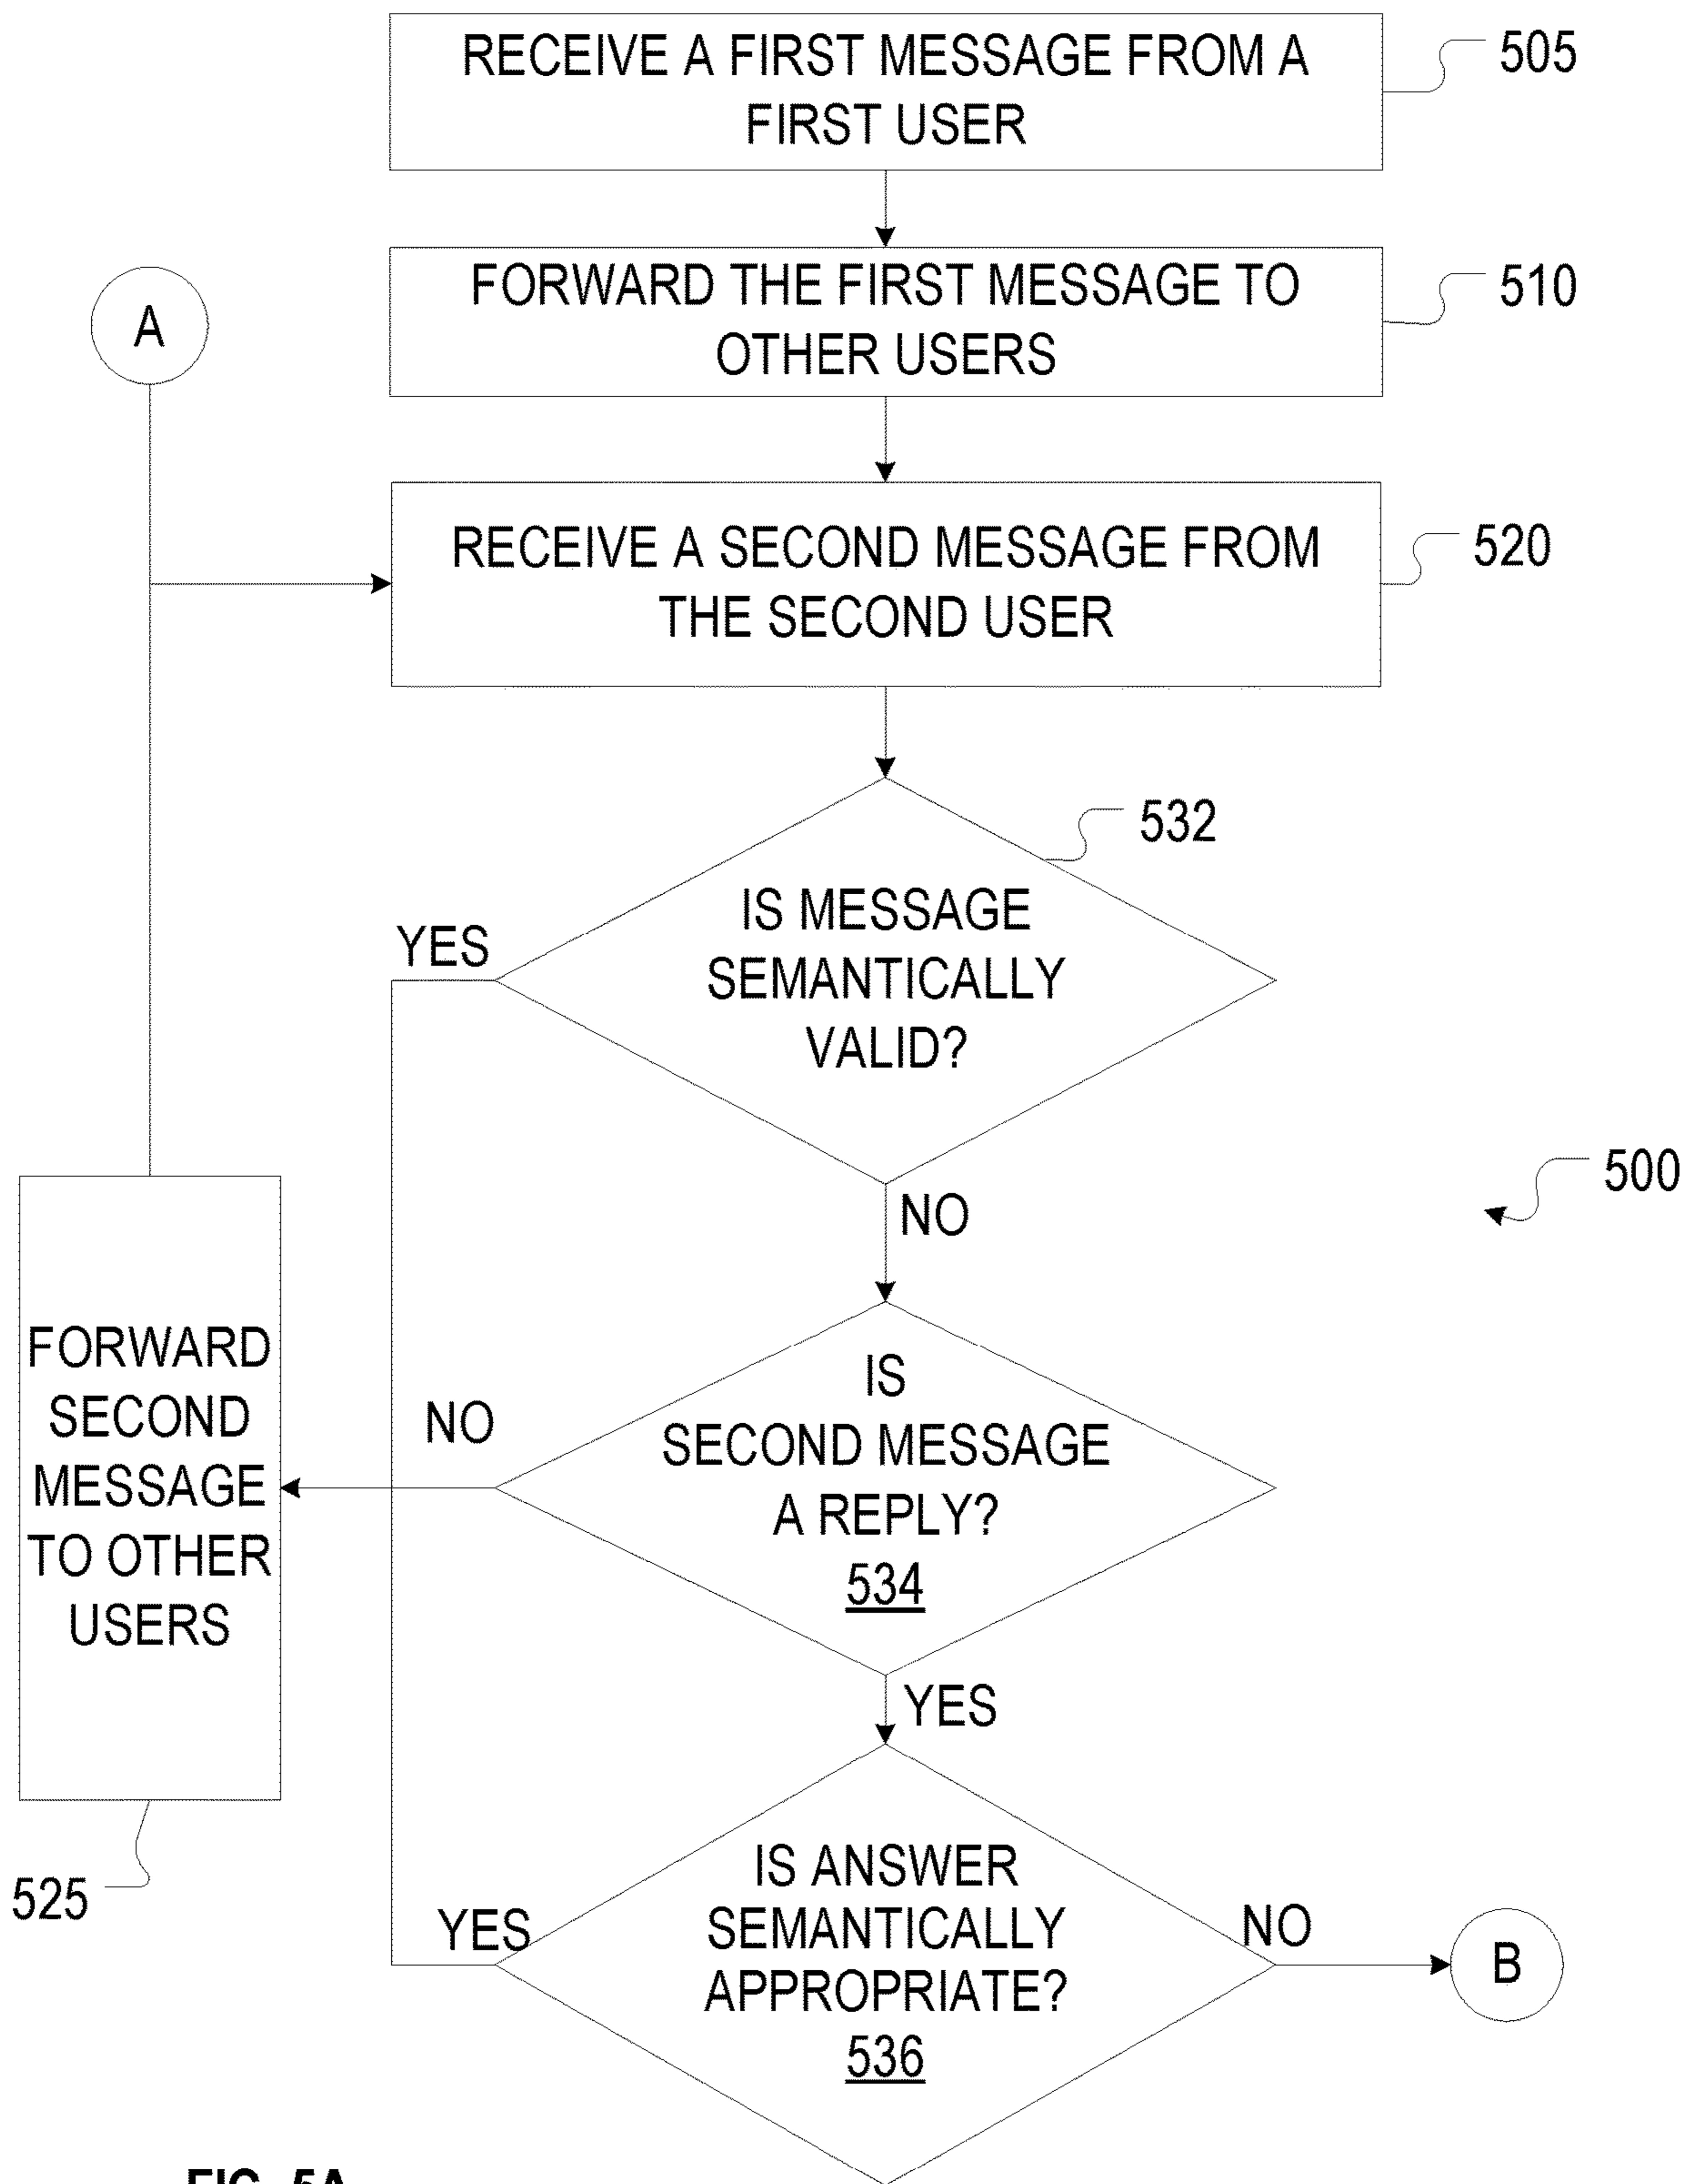 RECEIVE A FIRST MESSAGE FROM A
FIRST USER
505
FORWARD THE FIRST MESSAGE TO
OTHER USERS
510
A
RECEIVE A SECOND MESSAGE FROM
THE SECOND USER
520
532
IS MESSAGE
SEMANTICALLY
VALID?
YES
NO
500
IS
SECOND MESSAGE
A REPLY?
534
NO
YES
FORWARD
SECOND
MESSAGE
TO OTHER
USERS
525
IS ANSWER
SEMANTICALLY
APPROPRIATE?
536
YES
NO
B
FIG. 5A